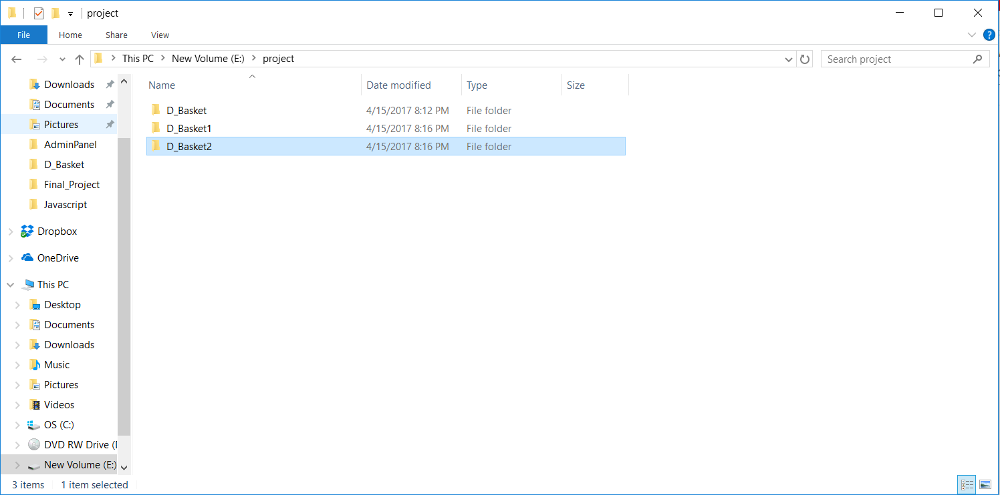 project
File Home Share View
This PC New Volume (E:) project
Search project
Name Date modified Type Size
D_Basket 4/15/2017 8:12 PM File folder
D_Basket1 4/15/2017 8:16 PM File folder
D_Basket2 4/15/2017 8:16 PM File folder
Downloads
Documents
Pictures
AdminPanel
D_Basket
Final_Project
Javascript
Dropbox
OneDrive
This PC
Desktop
Documents
Downloads
Music
Pictures
Videos
OS (C:)
DVD RW Drive (
New Volume (E:)
3 items 1 item selected